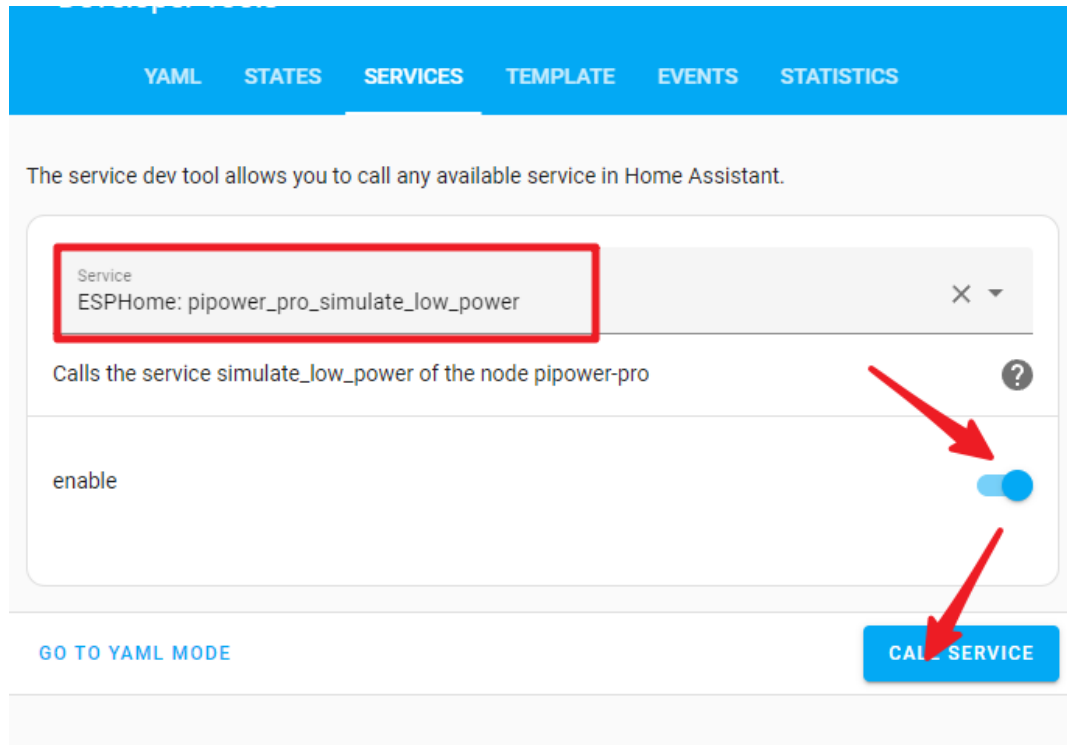 YAML STATES SERVICES TEMPLATE EVENTS STATISTICS
The service dev tool allows you to call any available service in Home Assistant.
Service
ESPHome: pipower_pro_simulate_low_power
Calls the service simulate_low_power of the node pipower-pro
enable
GO TO YAML MODE
CALL SERVICE